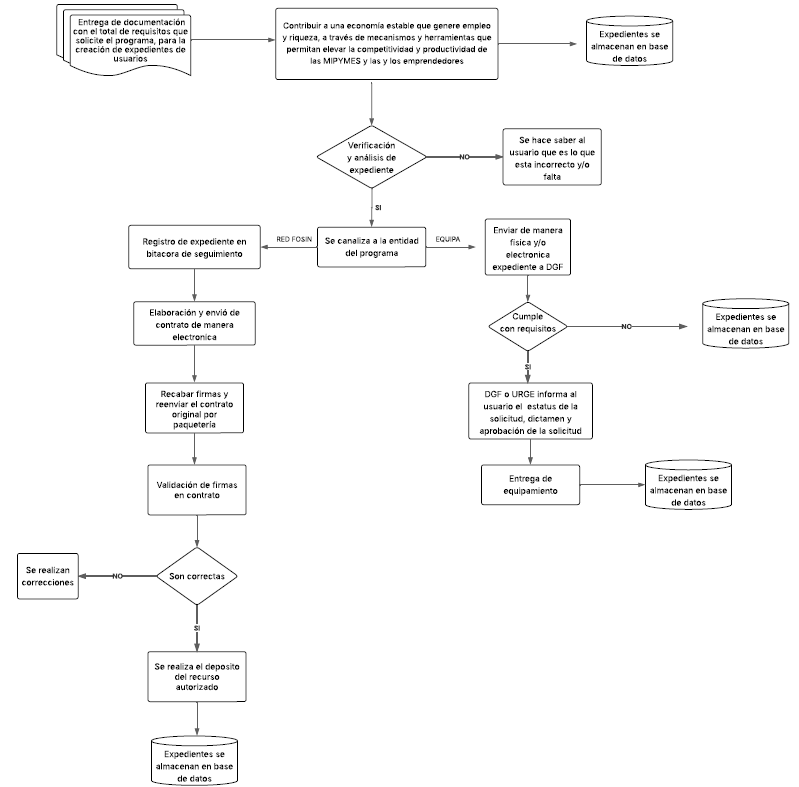 Entrega de documentación
con el total de requisitos que
solicite el programa, para la
creación de expedientes de
usuarios
Contribuir a una economía estable que genere empleo
y riqueza, a través de mecanismos y herramientas que
permitan elevar la competitividad y productividad de
las MIPYMES y las y los emprendedores
Expedientes se
almacenan en base
de datos
Verificación
y análisis de
expediente
NO
Se hace saber al
usuario que es lo que
esta incorrecto y/o
falta
SI
Registro de expediente en
bitacora de seguimiento
RED FOSIN
Se canaliza a la entidad
del programa
EQUIPA
Enviar de manera
fisica y/o
electronica
expediente a DGF
Elaboración y envió de
contrato de manera
electronica
Cumple
con requisitos
NO
Expedientes se
almacenan en base
de datos
SI
Recabar firmas y
reenviar el contrato
original por
paquetería
DGF o URGE informa al
usuario el estatus de la
solicitud, dictamen y
aprobación de la solicitud
Validación de firmas
en contrato
Entrega de
equipamiento
Expedientes se
almacenan en base
de datos
Se realizan
correcciones
NO
Son correctas
SI
Se realiza el deposito
del recurso
autorizado
Expedientes se
almacenan en base
de datos